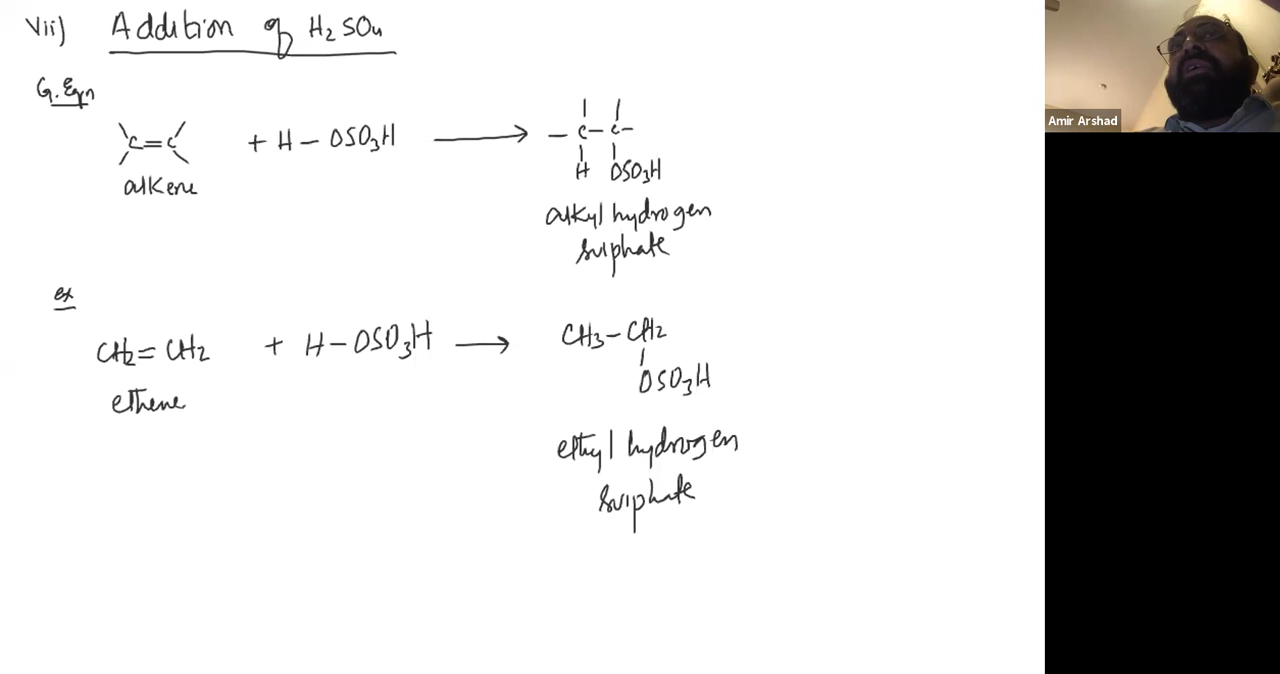 Vii) Addition of H₂SO₄
G. Eqn
C=C + H–OSO₃H ⟶ –C–C–
H OSO₃H
alkene
alkyl hydrogen
sulphate
ex
CH₂=CH₂ + H–OSO₃H ⟶ CH₃–CH₂
OSO₃H
ethene
ethyl hydrogen
sulphate
Amir Arshad